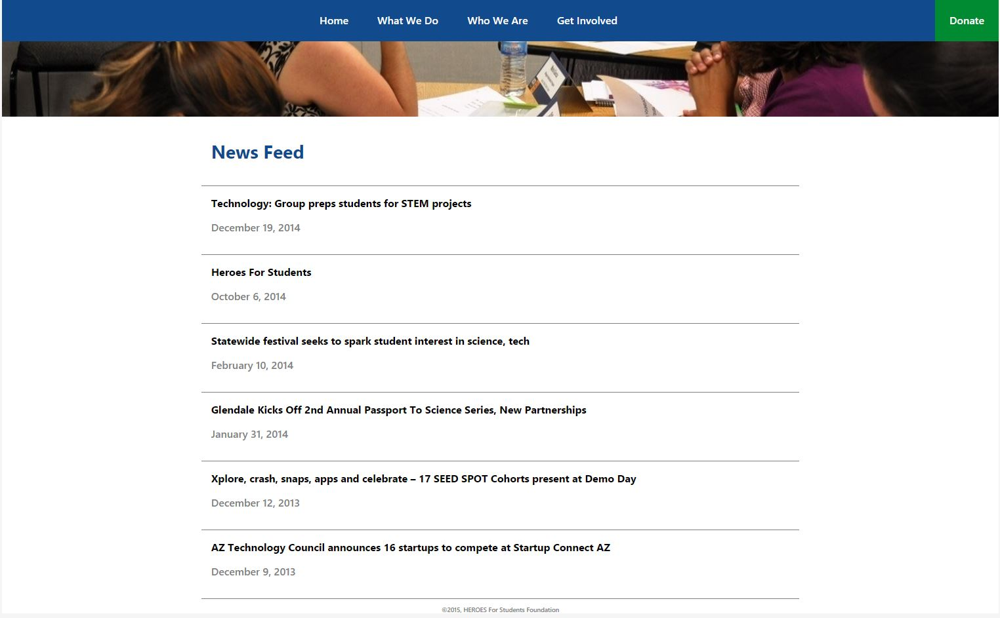 Home What We Do Who We Are Get Involved Donate
News Feed
Technology: Group preps students for STEM projects
December 19, 2014
Heroes For Students
October 6, 2014
Statewide festival seeks to spark student interest in science, tech
February 10, 2014
Glendale Kicks Off 2nd Annual Passport To Science Series, New Partnerships
January 31, 2014
Xplore, crash, snaps, apps and celebrate – 17 SEED SPOT Cohorts present at Demo Day
December 12, 2013
AZ Technology Council announces 16 startups to compete at Startup Connect AZ
December 9, 2013
©2015, HEROES For Students Foundation